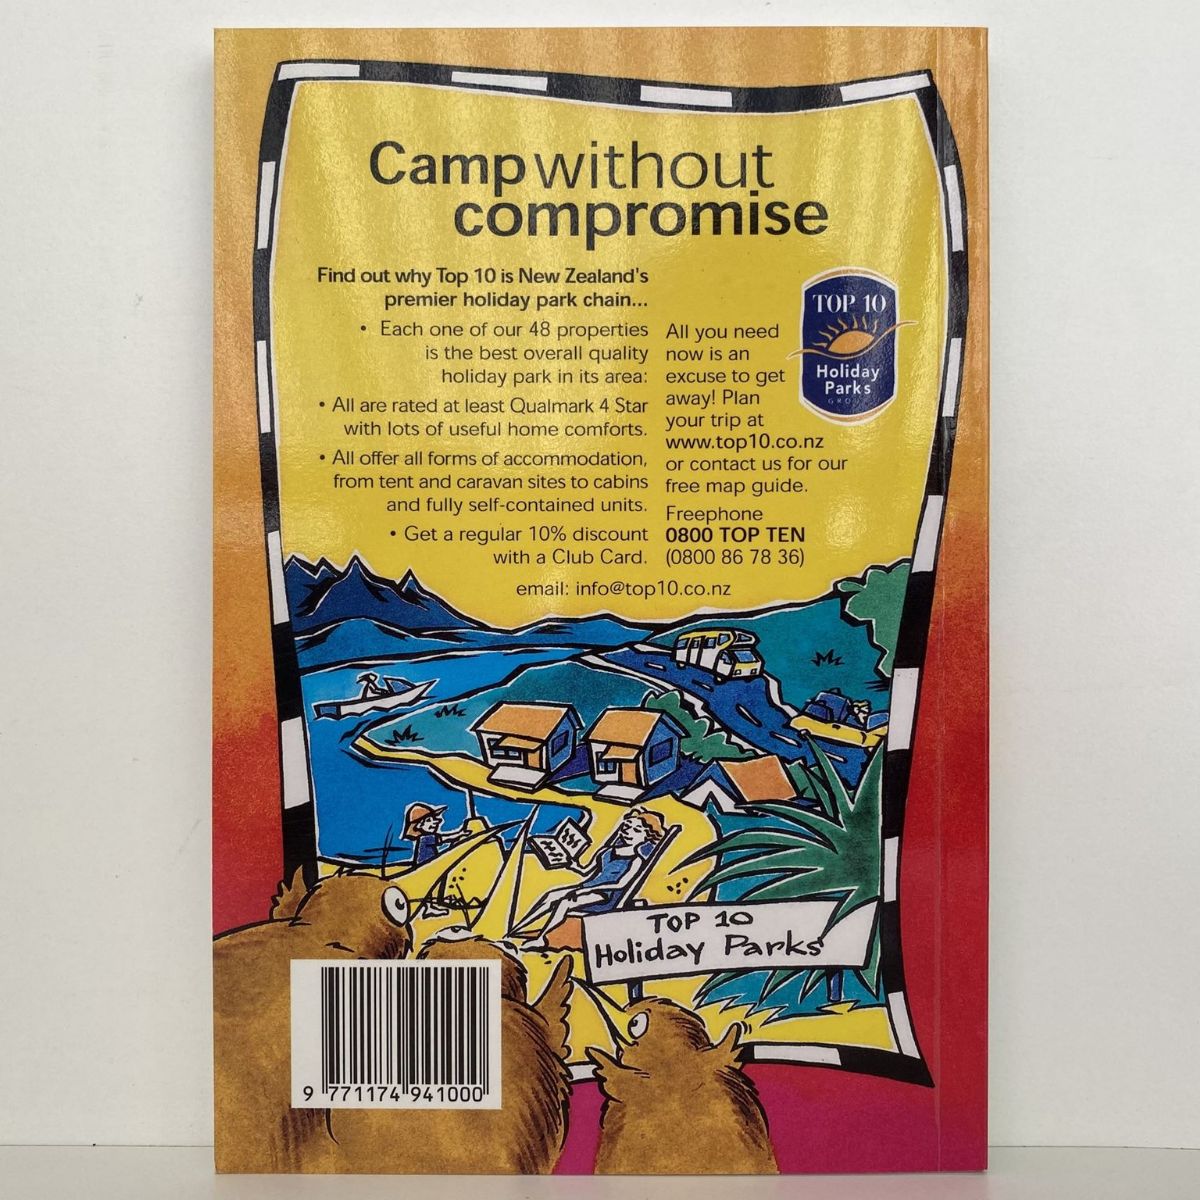 Camp without
compromise
Find out why Top 10 is New Zealand's
premier holiday park chain...
• Each one of our 48 properties
is the best overall quality
holiday park in its area:
• All are rated at least Qualmark 4 Star
with lots of useful home comforts.
• All offer all forms of accommodation,
from tent and caravan sites to cabins
and fully self-contained units.
• Get a regular 10% discount
with a Club Card.
All you need
now is an
excuse to get
away! Plan
your trip at
www.top10.co.nz
or contact us for our
free map guide.
Freephone
0800 TOP TEN
(0800 86 78 36)
TOP 10
Holiday
Parks
GROUP
email: info@top10.co.nz
TOP 10
Holiday Parks
9 771174 941000